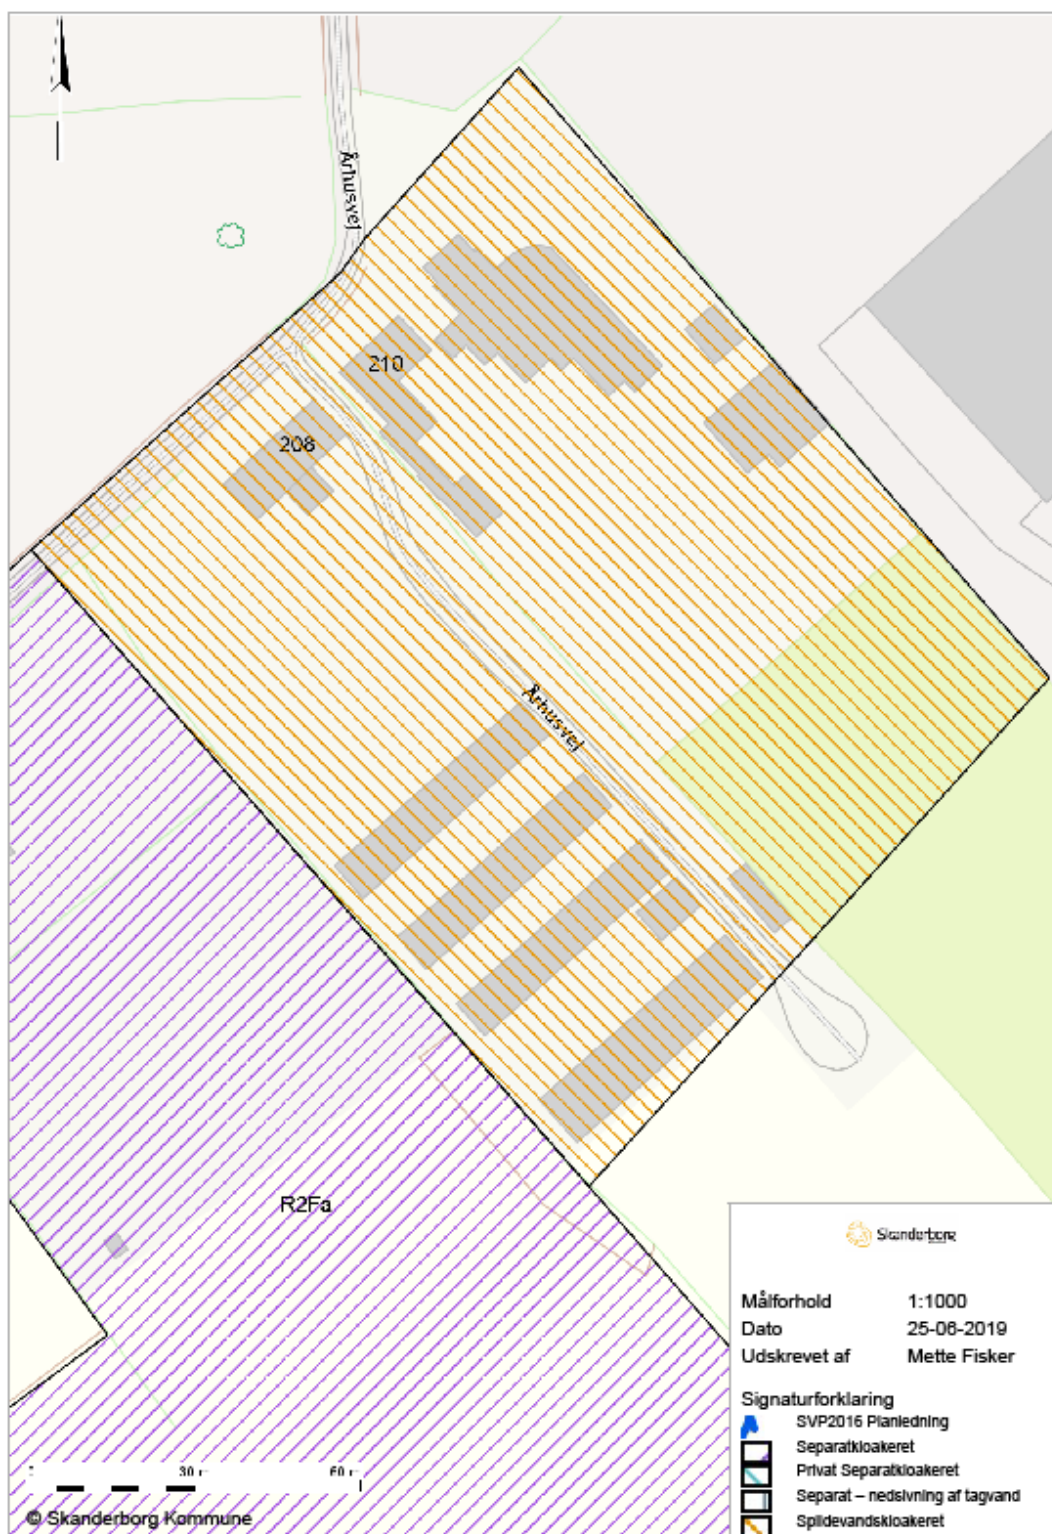 Århusvej
210
208
Århusvej
R2Fa
Skanderborg
Målforhold 1:1000
Dato 25-06-2019
Udskrevet af Mette Fisker
Signaturforklaring
SVP2016 Planledning
Separatkloakeret
Privat Separatkloakeret
Separat – nedsivning af tagvand
Spildevandskloakeret
30 m
60 m
© Skanderborg Kommune